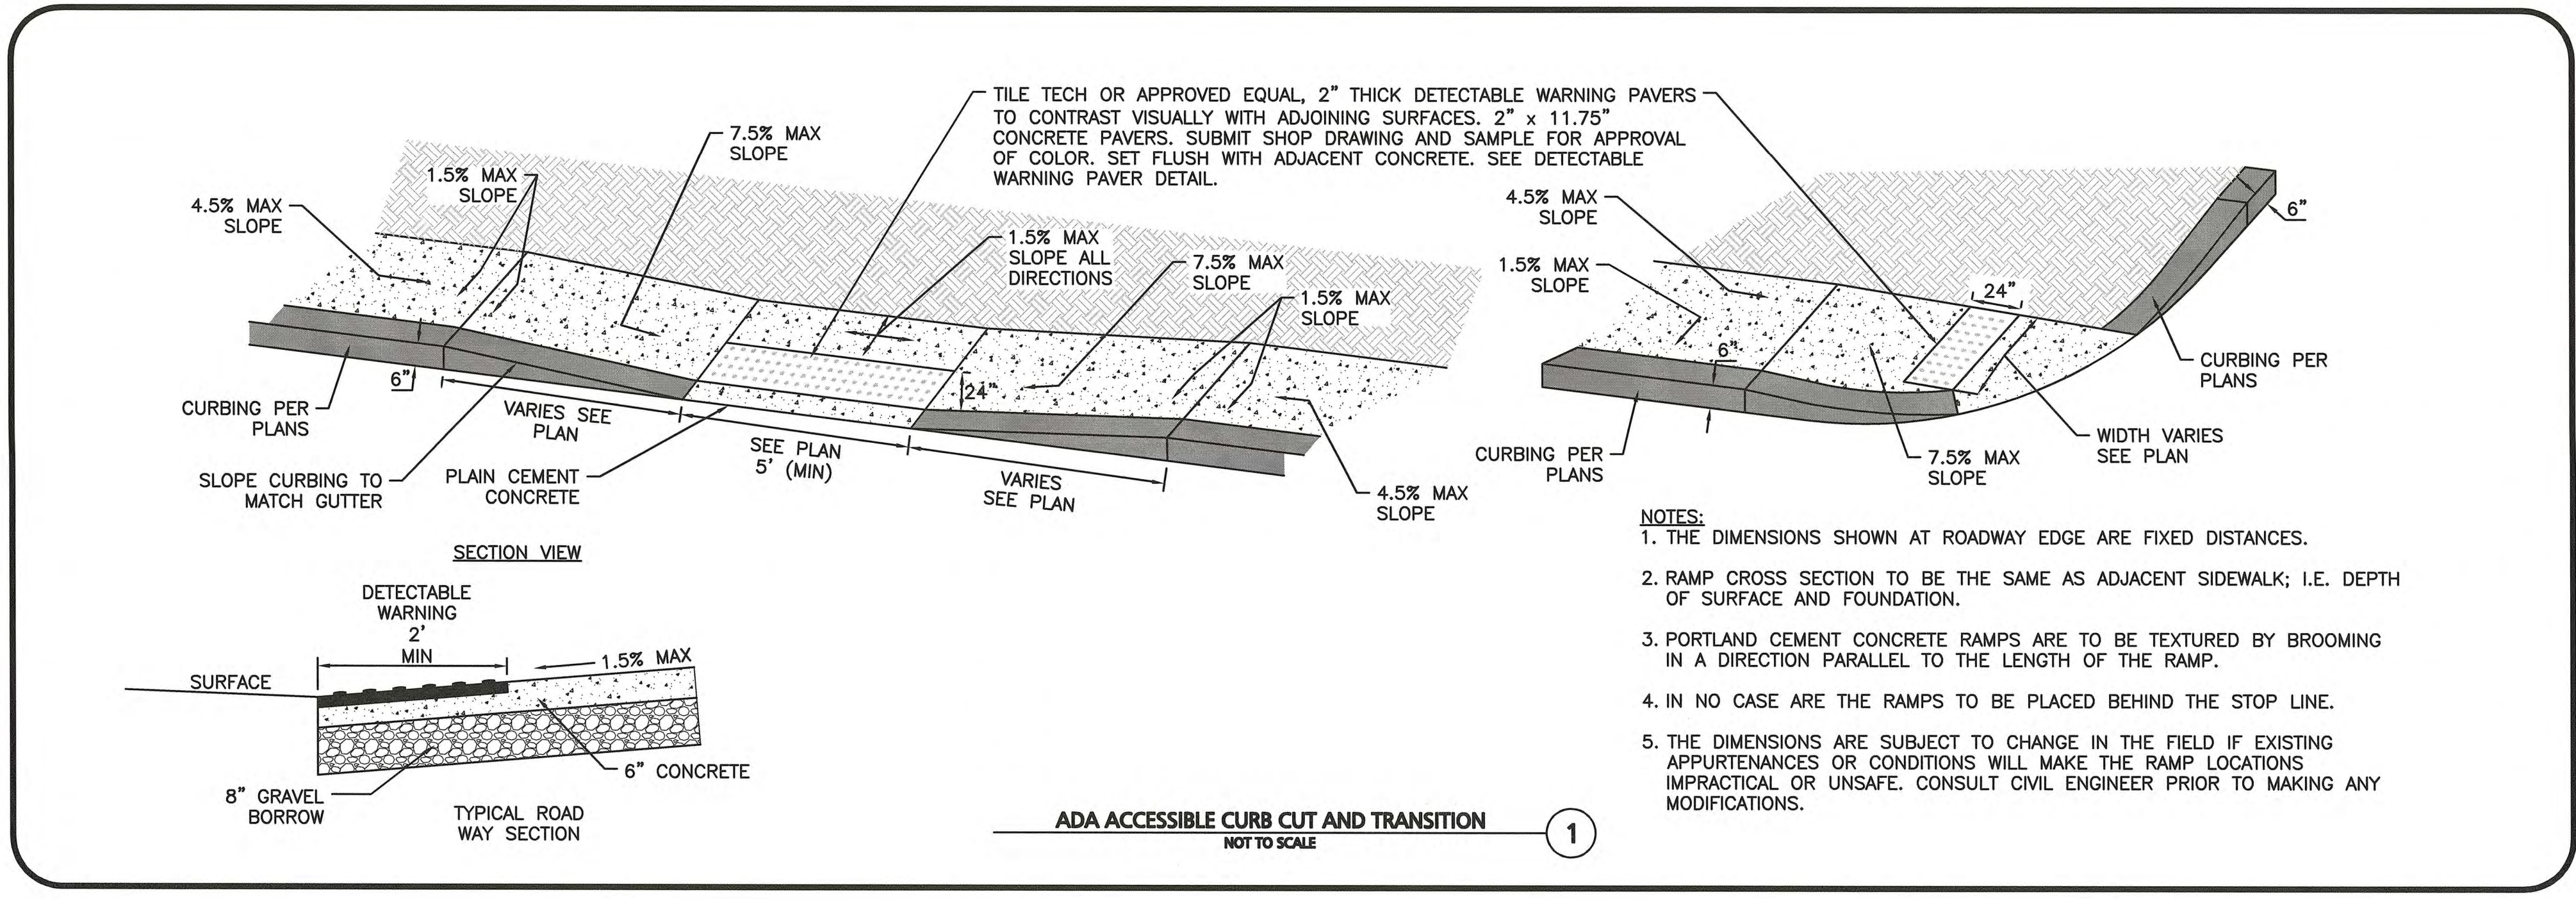 TILE TECH OR APPROVED EQUAL, 2" THICK DETECTABLE WARNING PAVERS
TO CONTRAST VISUALLY WITH ADJOINING SURFACES. 2" x 11.75"
CONCRETE PAVERS. SUBMIT SHOP DRAWING AND SAMPLE FOR APPROVAL
OF COLOR. SET FLUSH WITH ADJACENT CONCRETE. SEE DETECTABLE
WARNING PAVER DETAIL.
7.5% MAX
SLOPE
1.5% MAX
SLOPE
4.5% MAX
SLOPE
1.5% MAX
SLOPE ALL
DIRECTIONS
7.5% MAX
SLOPE
1.5% MAX
SLOPE
6"
24"
CURBING PER
PLANS
VARIES SEE
PLAN
SEE PLAN
5' (MIN)
VARIES
SEE PLAN
SLOPE CURBING TO
MATCH GUTTER
PLAIN CEMENT
CONCRETE
4.5% MAX
SLOPE
4.5% MAX
SLOPE
1.5% MAX
SLOPE
6"
24"
6"
CURBING PER
PLANS
WIDTH VARIES
SEE PLAN
CURBING PER
PLANS
7.5% MAX
SLOPE
SECTION VIEW
DETECTABLE
WARNING
2'
MIN
1.5% MAX
SURFACE
6" CONCRETE
8" GRAVEL
BORROW
TYPICAL ROAD
WAY SECTION
NOTES:
1. THE DIMENSIONS SHOWN AT ROADWAY EDGE ARE FIXED DISTANCES.
2. RAMP CROSS SECTION TO BE THE SAME AS ADJACENT SIDEWALK; I.E. DEPTH
OF SURFACE AND FOUNDATION.
3. PORTLAND CEMENT CONCRETE RAMPS ARE TO BE TEXTURED BY BROOMING
IN A DIRECTION PARALLEL TO THE LENGTH OF THE RAMP.
4. IN NO CASE ARE THE RAMPS TO BE PLACED BEHIND THE STOP LINE.
5. THE DIMENSIONS ARE SUBJECT TO CHANGE IN THE FIELD IF EXISTING
APPURTENANCES OR CONDITIONS WILL MAKE THE RAMP LOCATIONS
IMPRACTICAL OR UNSAFE. CONSULT CIVIL ENGINEER PRIOR TO MAKING ANY
MODIFICATIONS.
ADA ACCESSIBLE CURB CUT AND TRANSITION
NOT TO SCALE
1